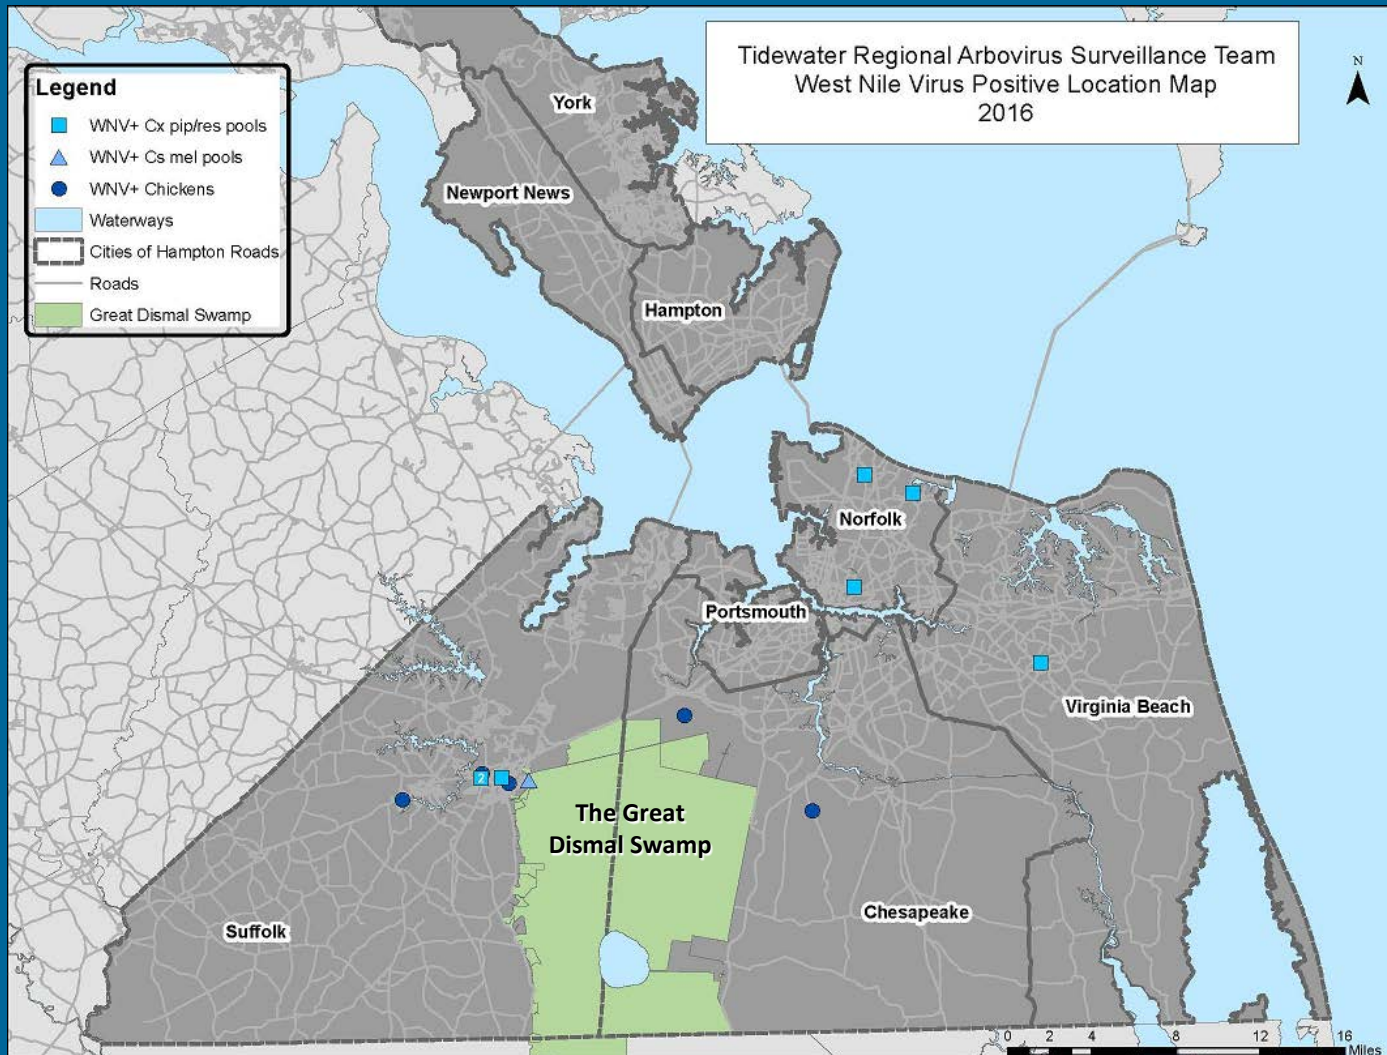 Tidewater Regional Arbovirus Surveillance Team
West Nile Virus Positive Location Map
2016
N
Legend
WNV+ Cx pip/res pools
WNV+ Cs mel pools
WNV+ Chickens
Waterways
Cities of Hampton Roads
Roads
Great Dismal Swamp
York
Newport News
Hampton
Norfolk
Portsmouth
Virginia Beach
2
The Great
Dismal Swamp
Chesapeake
Suffolk
0 2 4 8 12 16
Miles